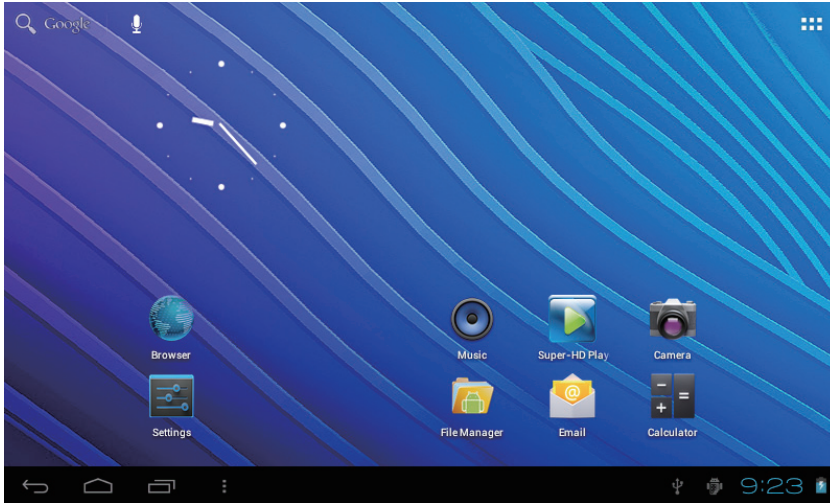 Google
Browser
Music
Super-HD Play
Camera
Settings
File Manager
Email
Calculator
9:23